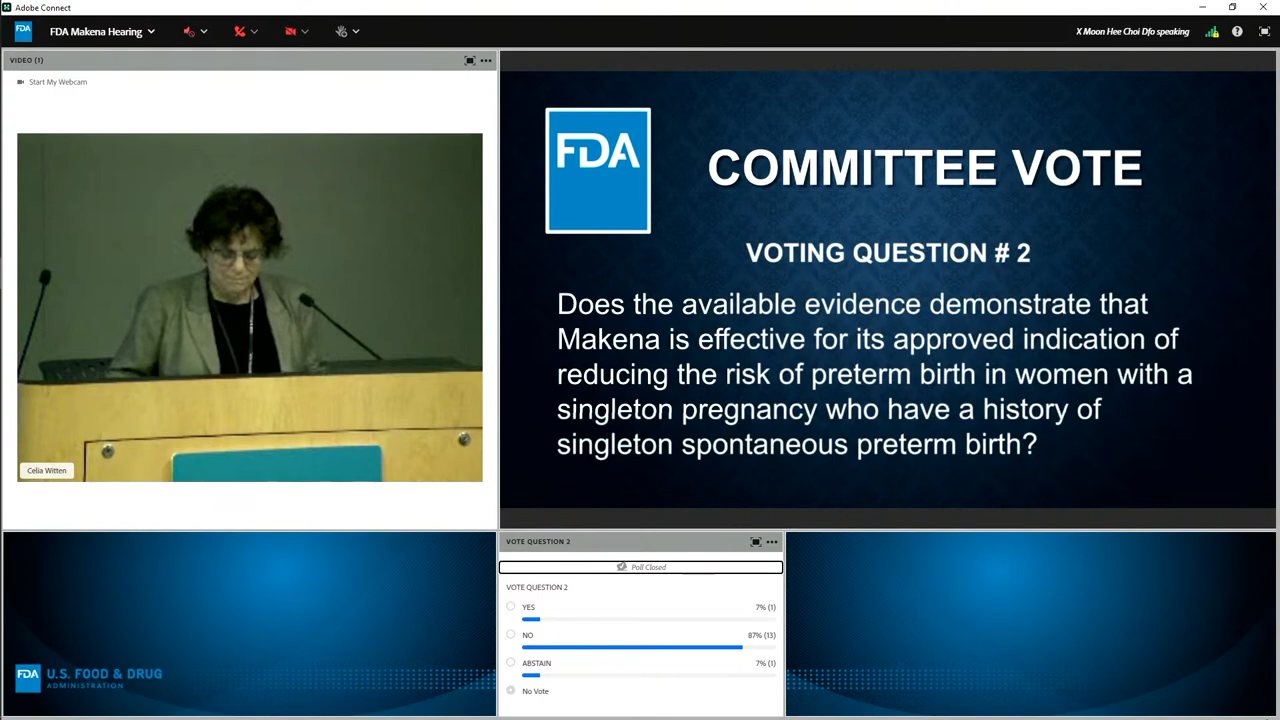 Adobe Connect
FDA
FDA Makena Hearing
X Moon Hee Choi Dfo speaking
VIDEO (1)
Start My Webcam
Celia Witten
FDA
COMMITTEE VOTE
VOTING QUESTION # 2
Does the available evidence demonstrate that
Makena is effective for its approved indication of
reducing the risk of preterm birth in women with a
singleton pregnancy who have a history of
singleton spontaneous preterm birth?
VOTE QUESTION 2
Poll Closed
VOTE QUESTION 2
YES 7% (1)
NO 87% (13)
ABSTAIN 7% (1)
No Vote
FDA U.S. FOOD & DRUG
ADMINISTRATION